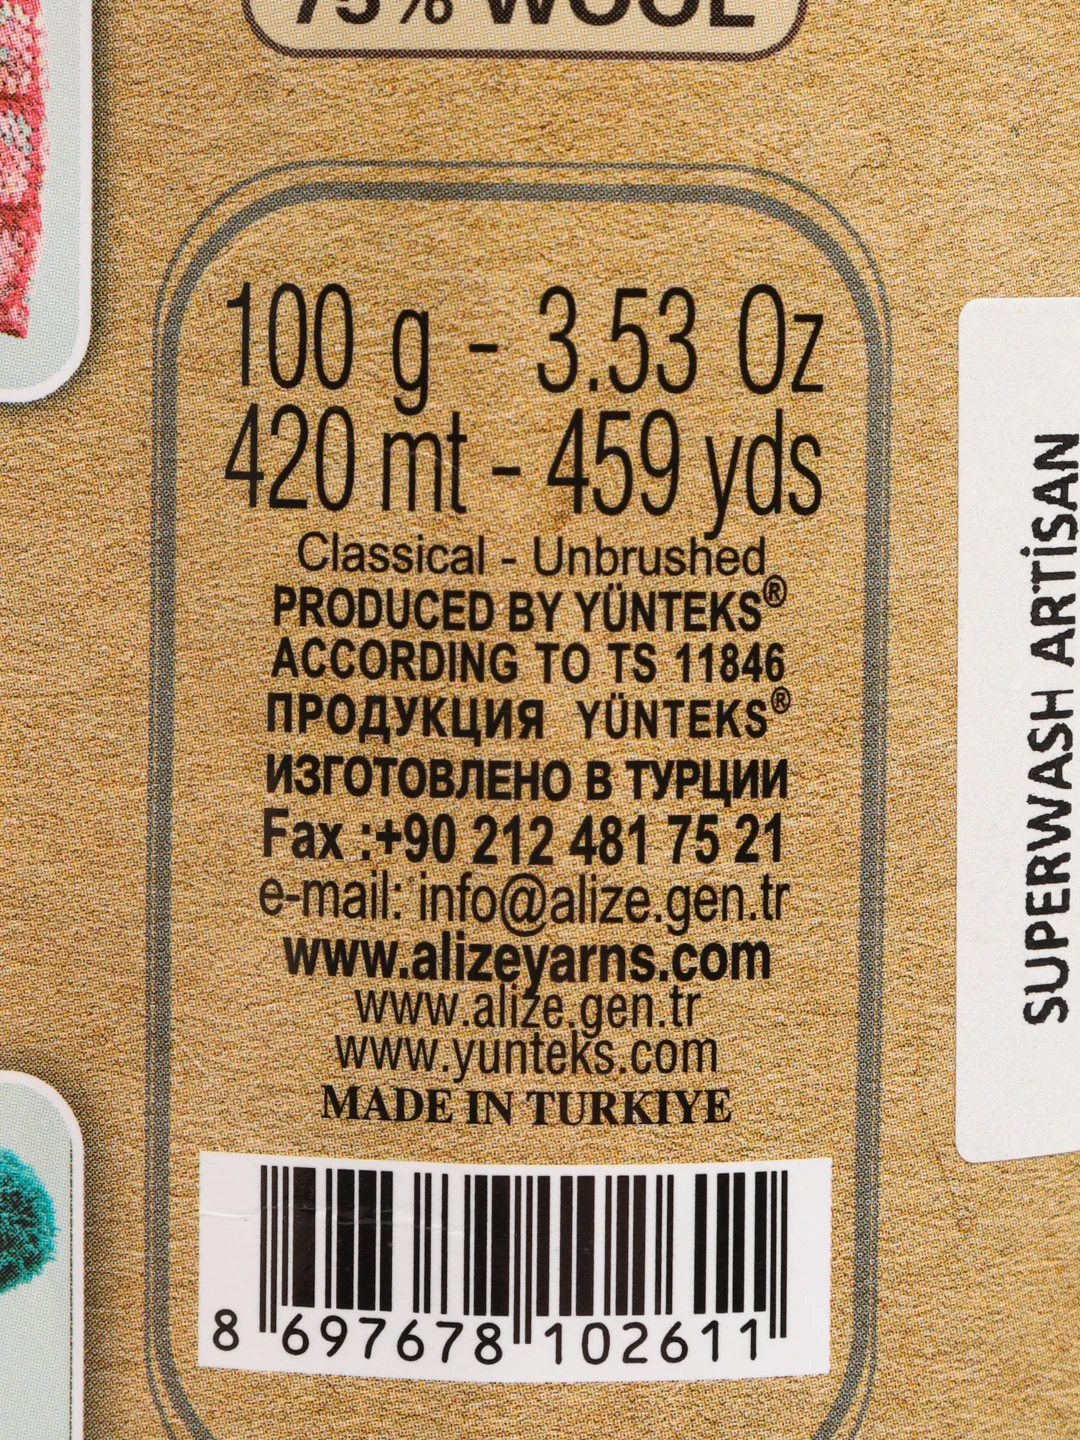 75% WOOL
100 g - 3.53 Oz
420 mt - 459 yds
Classical - Unbrushed
PRODUCED BY YÜNTEKS®
ACCORDING TO TS 11846
ПРОДУКЦИЯ YÜNTEKS®
ИЗГОТОВЛЕНО В ТУРЦИИ
Fax :+90 212 481 75 21
e-mail: info@alize.gen.tr
www.alizeyarns.com
www.alize.gen.tr
www.yunteks.com
MADE IN TURKIYE
8 697678 102611
SUPERWASH ARTİSAN